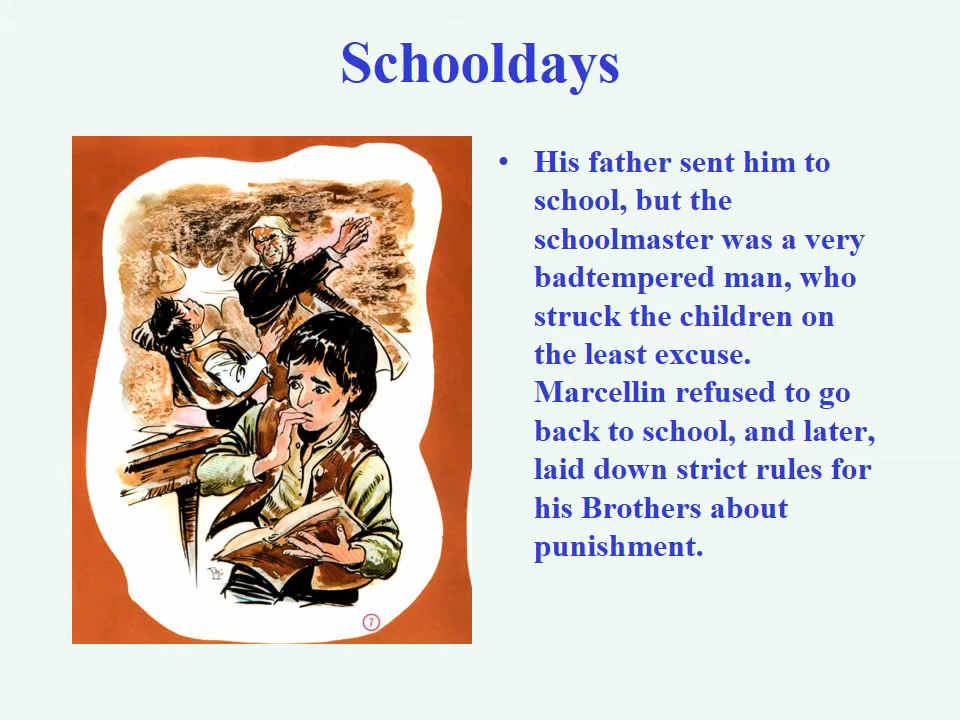 Schooldays
• His father sent him to
school, but the
schoolmaster was a very
badtempered man, who
struck the children on
the least excuse.
Marcellin refused to go
back to school, and later,
laid down strict rules for
his Brothers about
punishment.
7